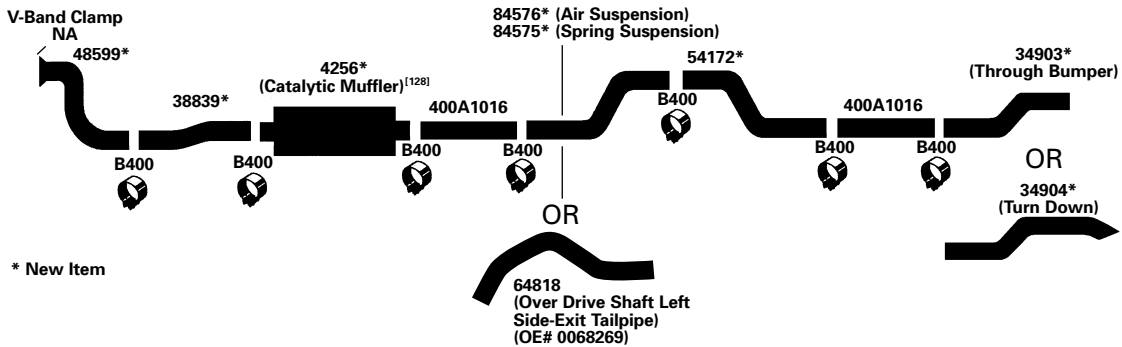 V-Band Clamp
NA
48599*
38839*
4256*
(Catalytic Muffler)[128]
400A1016
84576* (Air Suspension)
84575* (Spring Suspension)
54172*
400A1016
34903*
(Through Bumper)
B400
B400
B400
B400
B400
B400
B400
OR
34904*
(Turn Down)
OR
64818
(Over Drive Shaft Left
Side-Exit Tailpipe)
(OE# 0068269)
* New Item